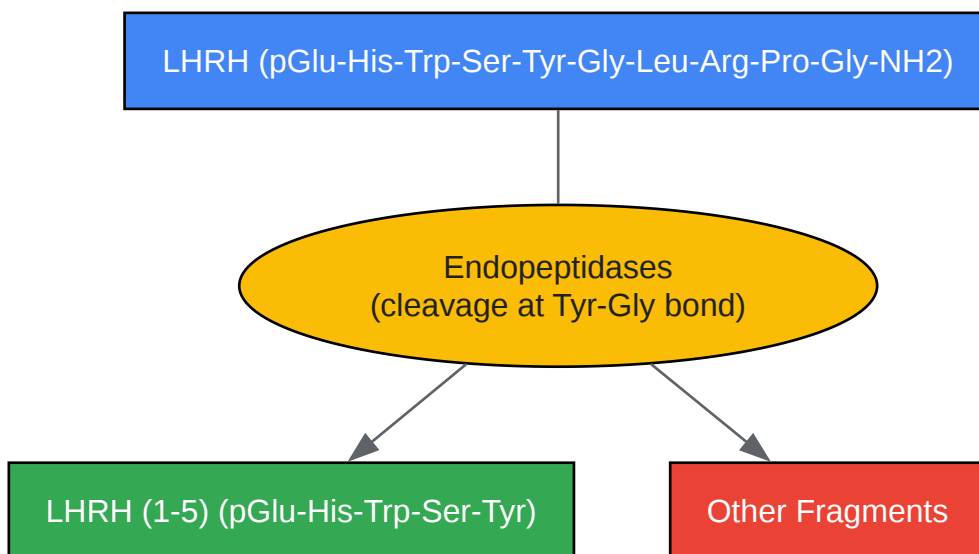 LHRH (pGlu-His-Trp-Ser-Tyr-Gly-Leu-Arg-Pro-Gly-NH2)
Endopeptidases
(cleavage at Tyr-Gly bond)
LHRH (1-5) (pGlu-His-Trp-Ser-Tyr)
Other Fragments